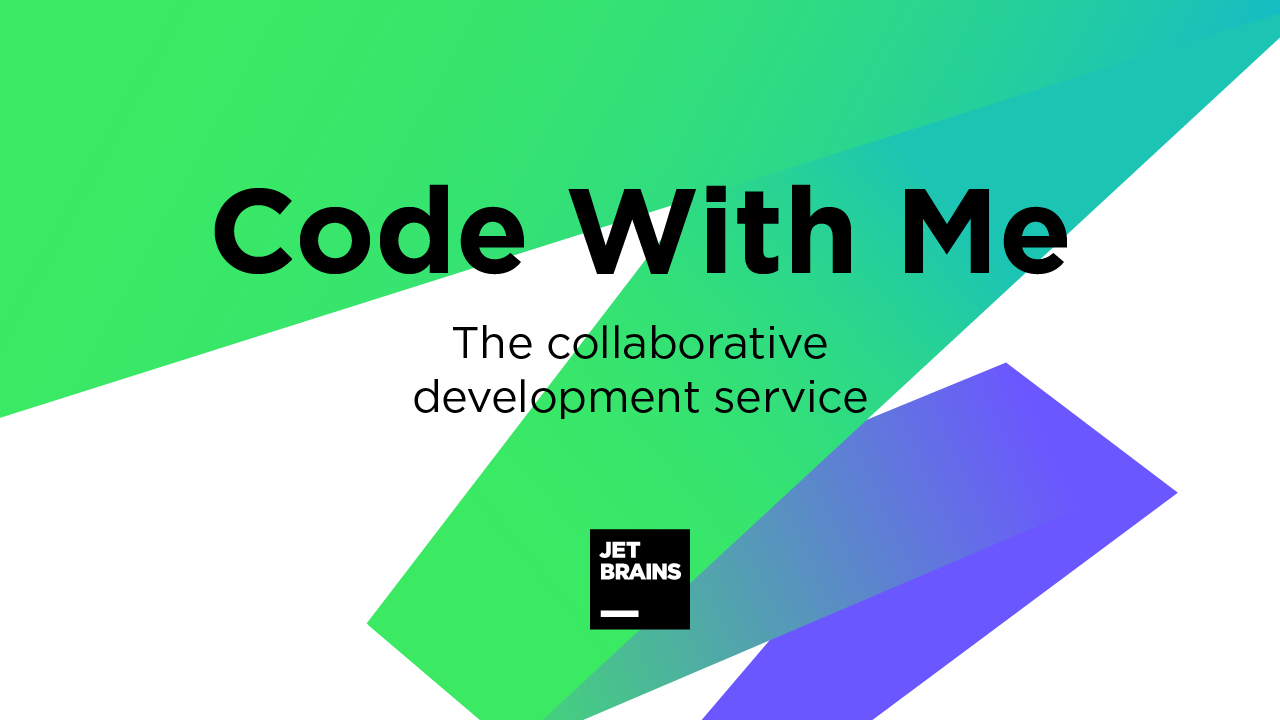 Code With Me
The collaborative
development service
JET
BRAINS